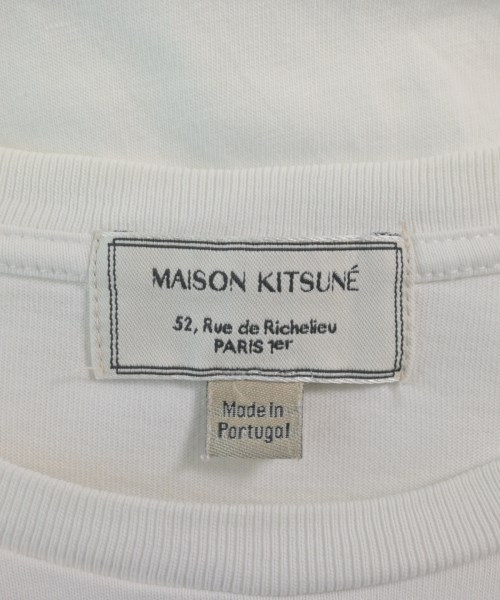 MAISON KITSUNÉ
52, Rue de Richelieu
PARIS 1er
Made in
Portugal